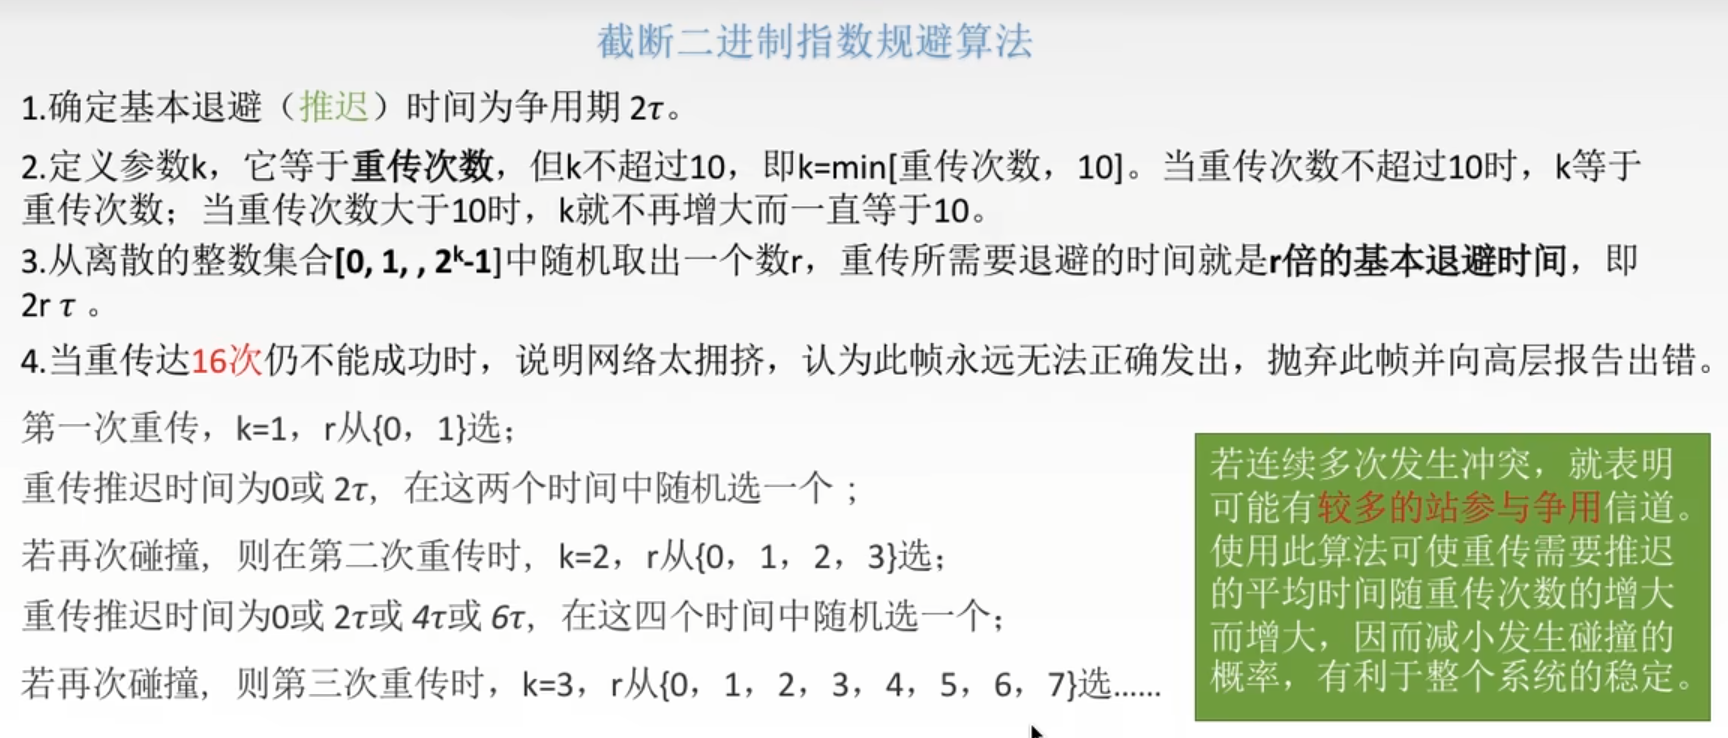 截断二进制指数规避算法
1.确定基本退避（推迟）时间为争用期 2τ。
2.定义参数k，它等于重传次数，但k不超过10，即k=min[重传次数，10]。当重传次数不超过10时，k等于
重传次数；当重传次数大于10时，k就不再增大而一直等于10。
3.从离散的整数集合[0, 1, , 2ᵏ-1]中随机取出一个数r，重传所需要退避的时间就是r倍的基本退避时间，即
2r τ 。
4.当重传达16次仍不能成功时，说明网络太拥挤，认为此帧永远无法正确发出，抛弃此帧并向高层报告出错。
第一次重传，k=1，r从{0，1}选；
重传推迟时间为0或 2τ，在这两个时间中随机选一个；
若再次碰撞，则在第二次重传时，k=2，r从{0，1，2，3}选；
重传推迟时间为0或 2τ或 4τ或 6τ，在这四个时间中随机选一个；
若再次碰撞，则第三次重传时，k=3，r从{0，1，2，3，4，5，6，7}选......
若连续多次发生冲突，就表明
可能有较多的站参与争用信道。
使用此算法可使重传需要推迟
的平均时间随重传次数的增大
而增大，因而减小发生碰撞的
概率，有利于整个系统的稳定。